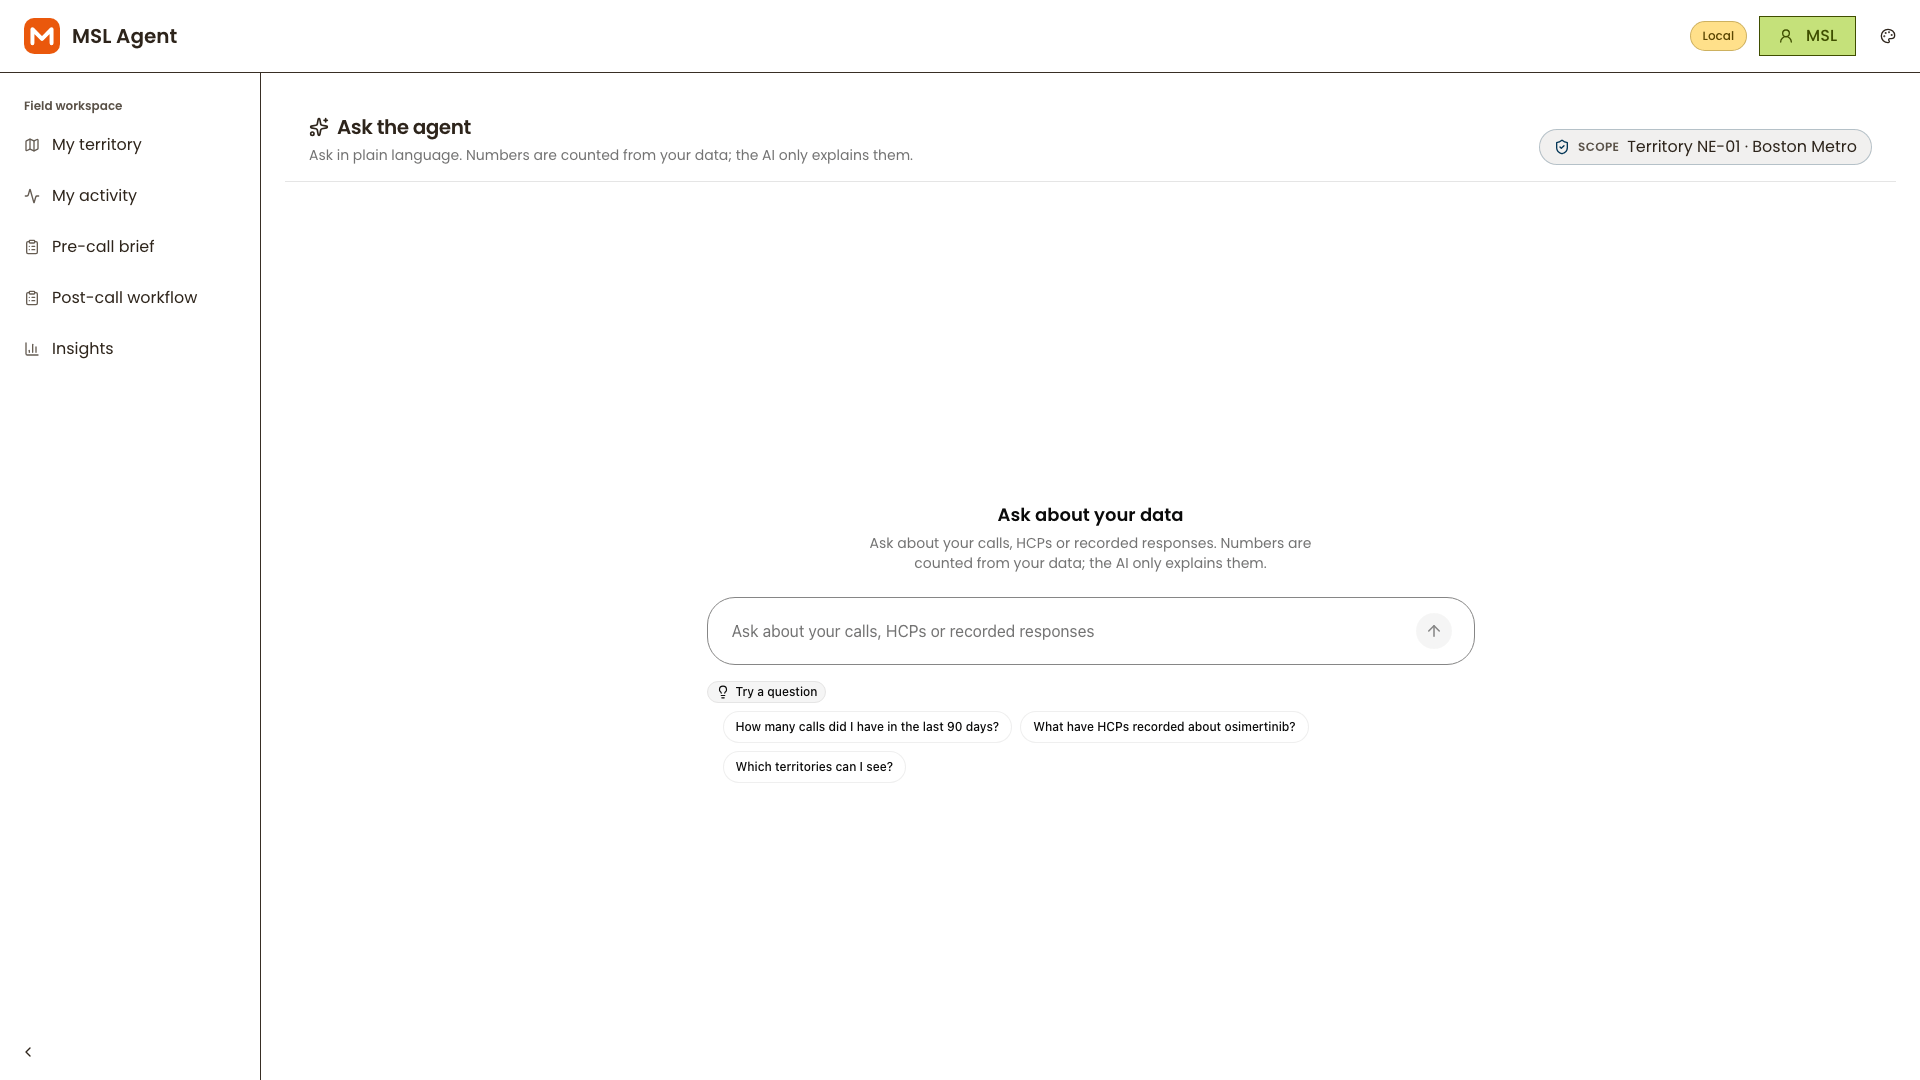 MSL Agent
Local
MSL
Field workspace
My territory
My activity
Pre-call brief
Post-call workflow
Insights
Ask the agent
Ask in plain language. Numbers are counted from your data; the AI only explains them.
SCOPE Territory NE-01 · Boston Metro
Ask about your data
Ask about your calls, HCPs or recorded responses. Numbers are
counted from your data; the AI only explains them.
Ask about your calls, HCPs or recorded responses
Try a question
How many calls did I have in the last 90 days?
What have HCPs recorded about osimertinib?
Which territories can I see?